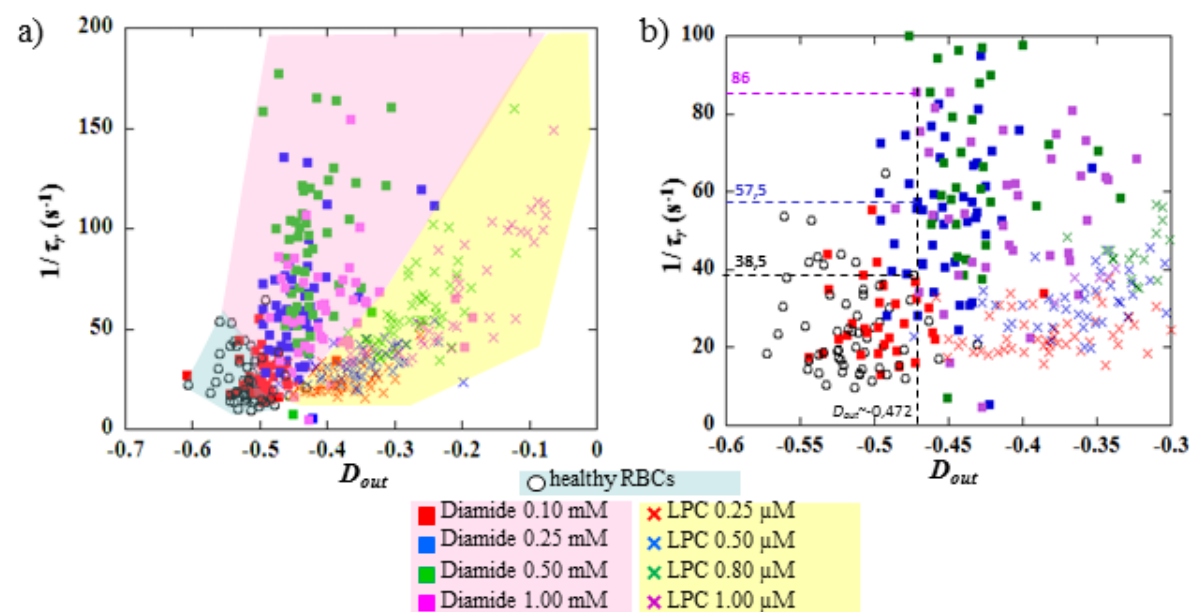 a)
200
150
100
50
0
1/ τr (s-1)
-0.7 -0.6 -0.5 -0.4 -0.3 -0.2 -0.1 0
Dout
b)
100
80
60
40
20
0
1/ τr (s-1)
86
57,5
38,5
Dout~-0,472
-0.6 -0.55 -0.5 -0.45 -0.4 -0.35 -0.3
Dout
healthy RBCs
Diamide 0.10 mM
Diamide 0.25 mM
Diamide 0.50 mM
Diamide 1.00 mM
LPC 0.25 µM
LPC 0.50 µM
LPC 0.80 µM
LPC 1.00 µM